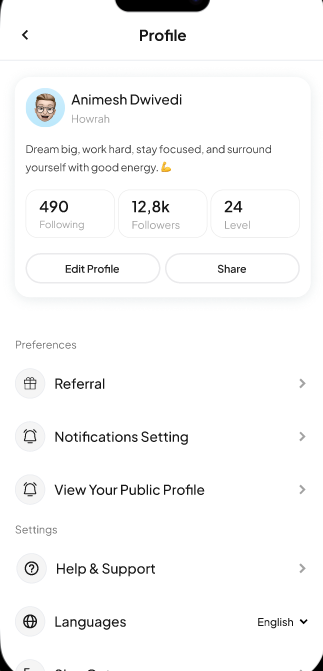 Profile
Animesh Dwivedi
Howrah
Dream big, work hard, stay focused, and surround
yourself with good energy. 💪
490 12,8k 24
Following Followers Level
Edit Profile Share
Preferences
Referral
Notifications Setting
View Your Public Profile
Settings
Help & Support
Languages English